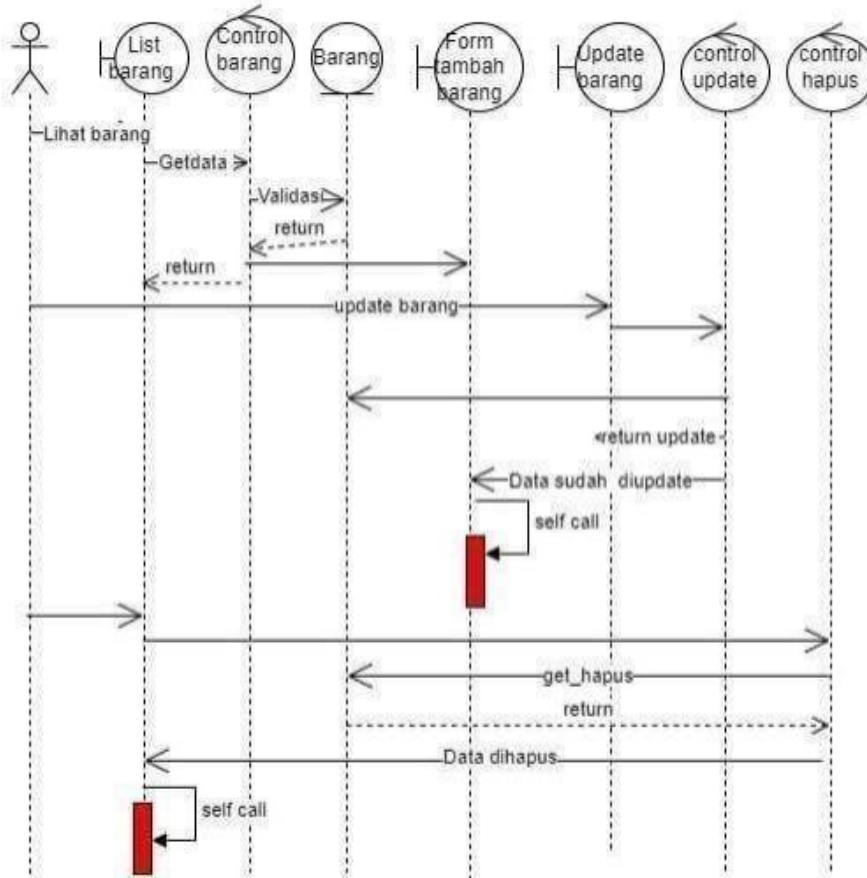 List
barang
Control
barang
Barang
Form
tambah
barang
Update
barang
control
update
control
hapus
Lihat barang
Getdata
Validasi
return
return
update barang
return update
Data sudah diupdate
self call
get_hapus
return
Data dihapus
self call